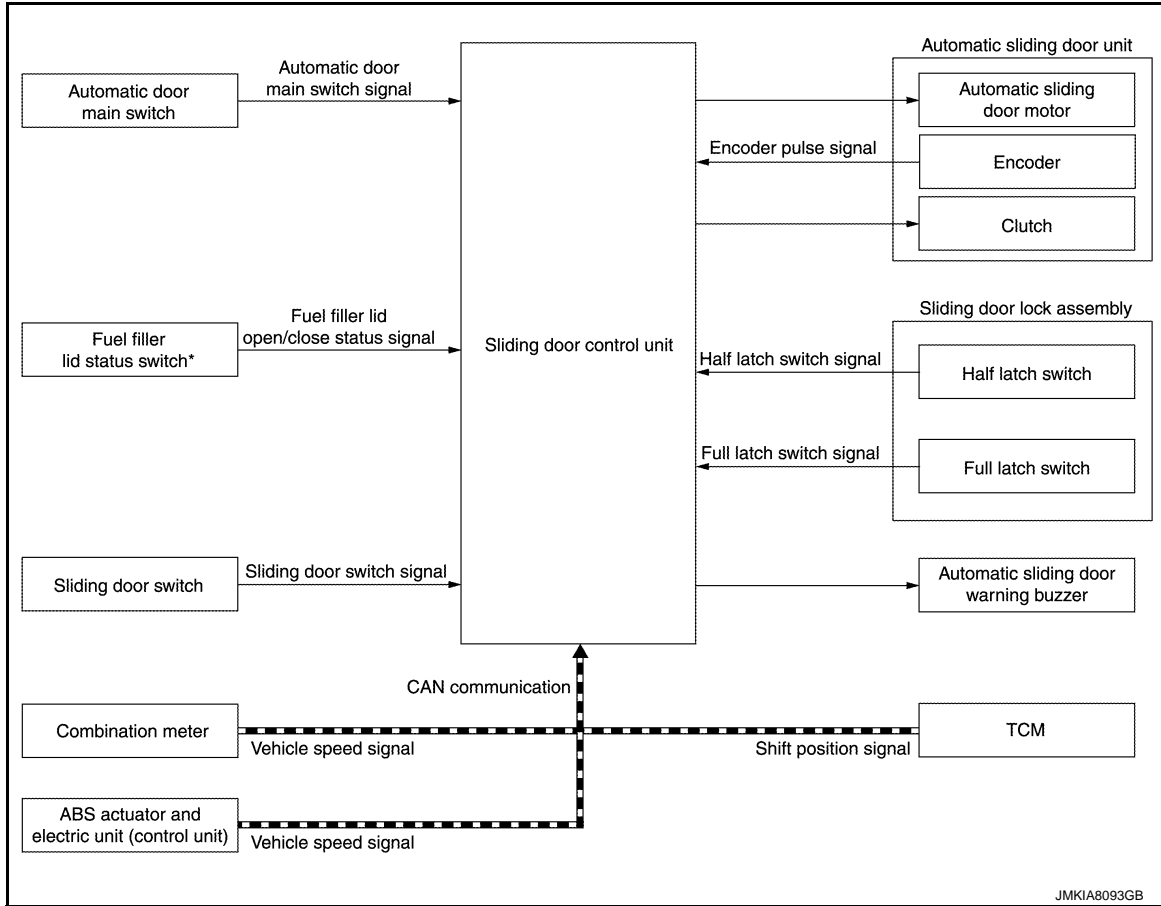 Automatic sliding door unit
Automatic door
main switch
Automatic door
main switch signal
Automatic sliding
door motor
Encoder pulse signal
Encoder
Clutch
Fuel filler
lid status switch*
Fuel filler lid
open/close status signal
Sliding door control unit
Sliding door lock assembly
Half latch switch signal
Half latch switch
Full latch switch signal
Full latch switch
Sliding door switch
Sliding door switch signal
Automatic sliding door
warning buzzer
CAN communication
Combination meter
Vehicle speed signal
Shift position signal
TCM
ABS actuator and
electric unit (control unit)
Vehicle speed signal
JMKIA8093GB